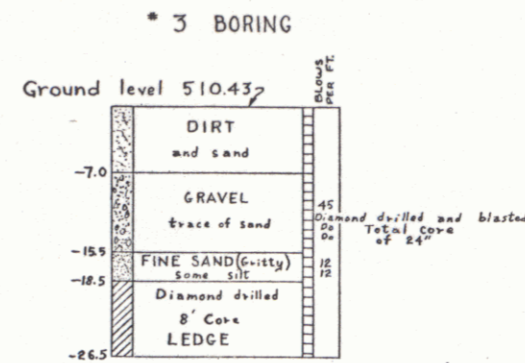 * 3 BORING
Ground level 510.43
BLOWS
PER FT.
DIRT
and sand
-7.0
GRAVEL
trace of sand
45
Diamond drilled and blasted
Do Total core
Do of 24"
-15.5
FINE SAND (Gritty)
some silt
12
12
-18.5
Diamond drilled
8' Core
LEDGE
-26.5